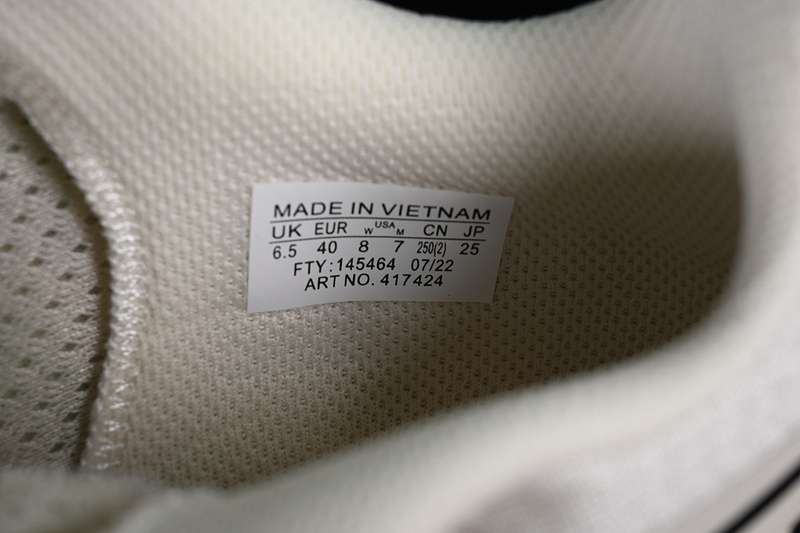 MADE IN VIETNAM
UK EUR W USA M CN JP
6.5 40 8 7 250(2) 25
FTY: 145464 07/22
ART NO. 417424